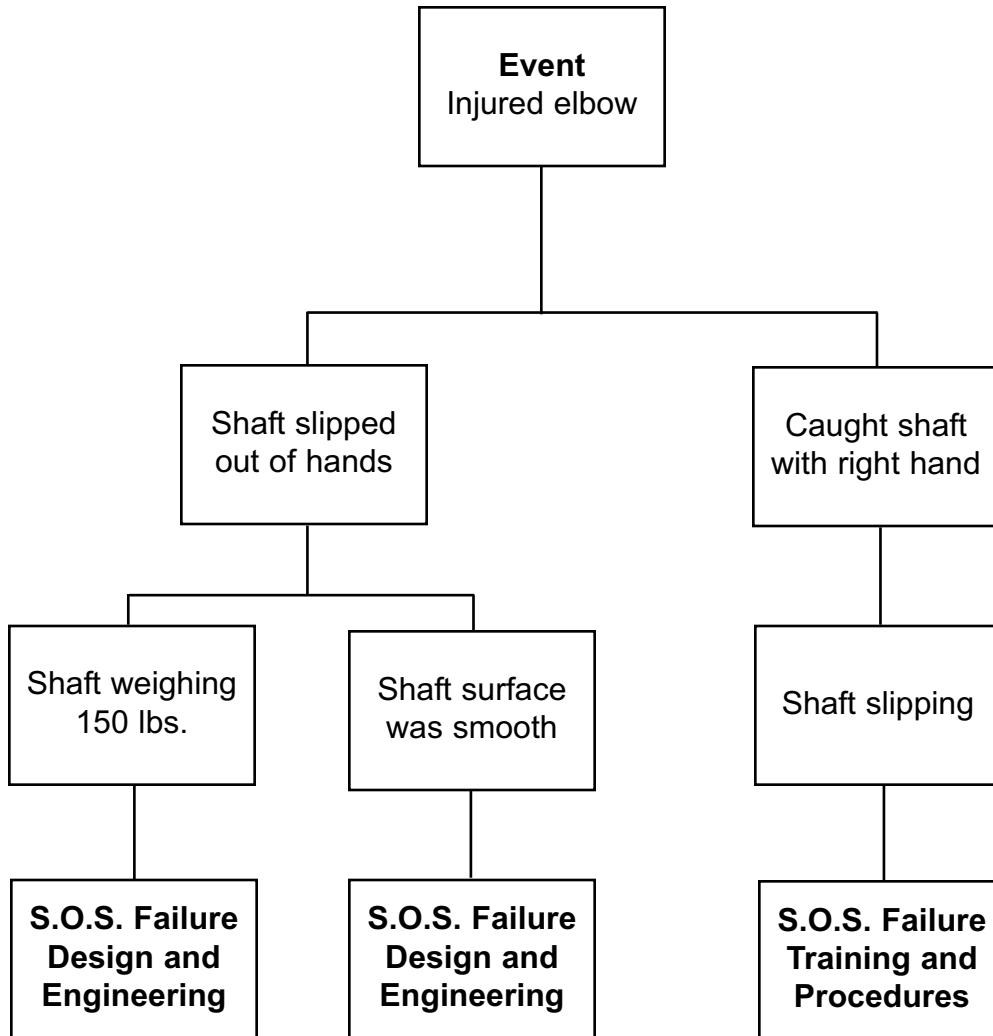 Event
Injured elbow
Shaft slipped
out of hands
Caught shaft
with right hand
Shaft weighing
150 lbs.
Shaft surface
was smooth
Shaft slipping
S.O.S. Failure
Design and
Engineering
S.O.S. Failure
Design and
Engineering
S.O.S. Failure
Training and
Procedures